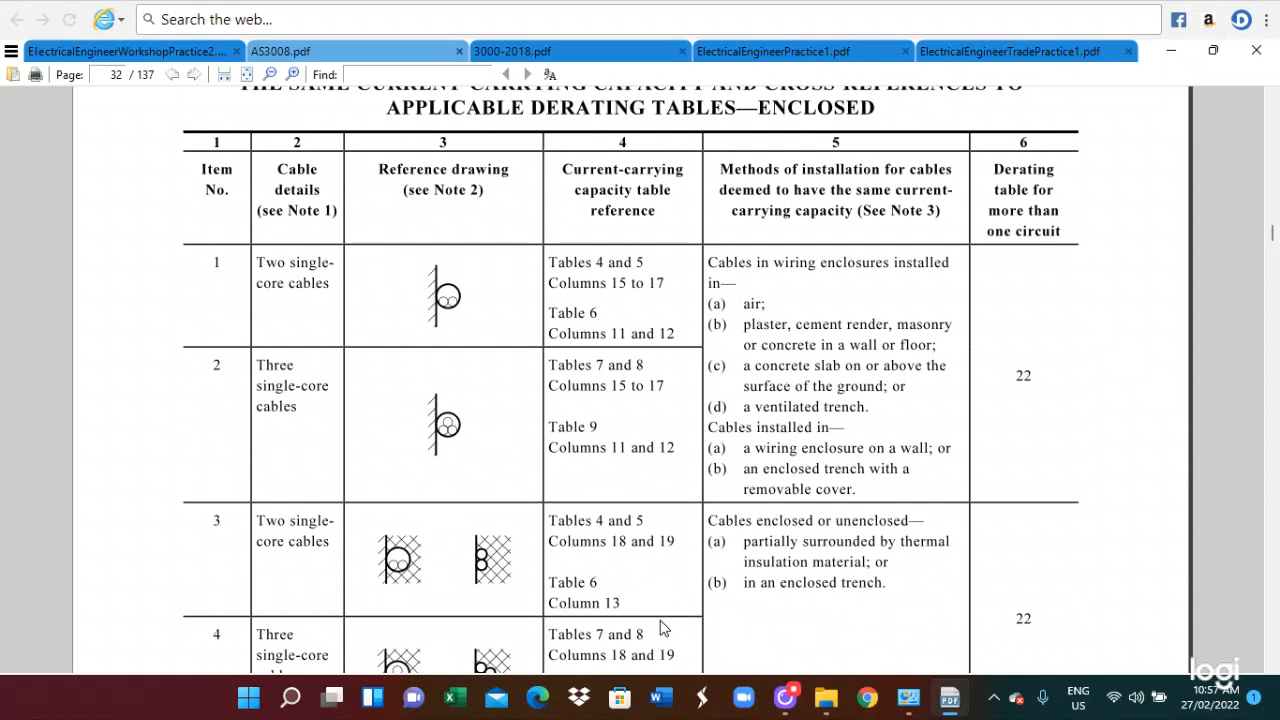 Search the web...
ElectricalEngineerWorkshopPractice2....
AS3008.pdf
3000-2018.pdf
ElectricalEngineerPractice1.pdf
ElectricalEngineerTradePractice1.pdf
Page: 32 / 137
Find:
THE SAME CURRENT-CARRYING CAPACITY AND CROSS REFERENCES TO
APPLICABLE DERATING TABLES—ENCLOSED
1 2 3 4 5 6
Item
No.
Cable
details
(see Note 1)
Reference drawing
(see Note 2)
Current-carrying
capacity table
reference
Methods of installation for cables
deemed to have the same current-
carrying capacity (See Note 3)
Derating
table for
more than
one circuit
1
Two single-
core cables
Tables 4 and 5
Columns 15 to 17
Table 6
Columns 11 and 12
Cables in wiring enclosures installed
in—
(a) air;
(b) plaster, cement render, masonry
or concrete in a wall or floor;
(c) a concrete slab on or above the
surface of the ground; or
(d) a ventilated trench.
Cables installed in—
(a) a wiring enclosure on a wall; or
(b) an enclosed trench with a
removable cover.
22
2
Three
single-core
cables
Tables 7 and 8
Columns 15 to 17
Table 9
Columns 11 and 12
3
Two single-
core cables
Tables 4 and 5
Columns 18 and 19
Table 6
Column 13
Cables enclosed or unenclosed—
(a) partially surrounded by thermal
insulation material; or
(b) in an enclosed trench.
22
4
Three
single-core
Tables 7 and 8
Columns 18 and 19
logi
ENG
US
10:57 AM
27/02/2022